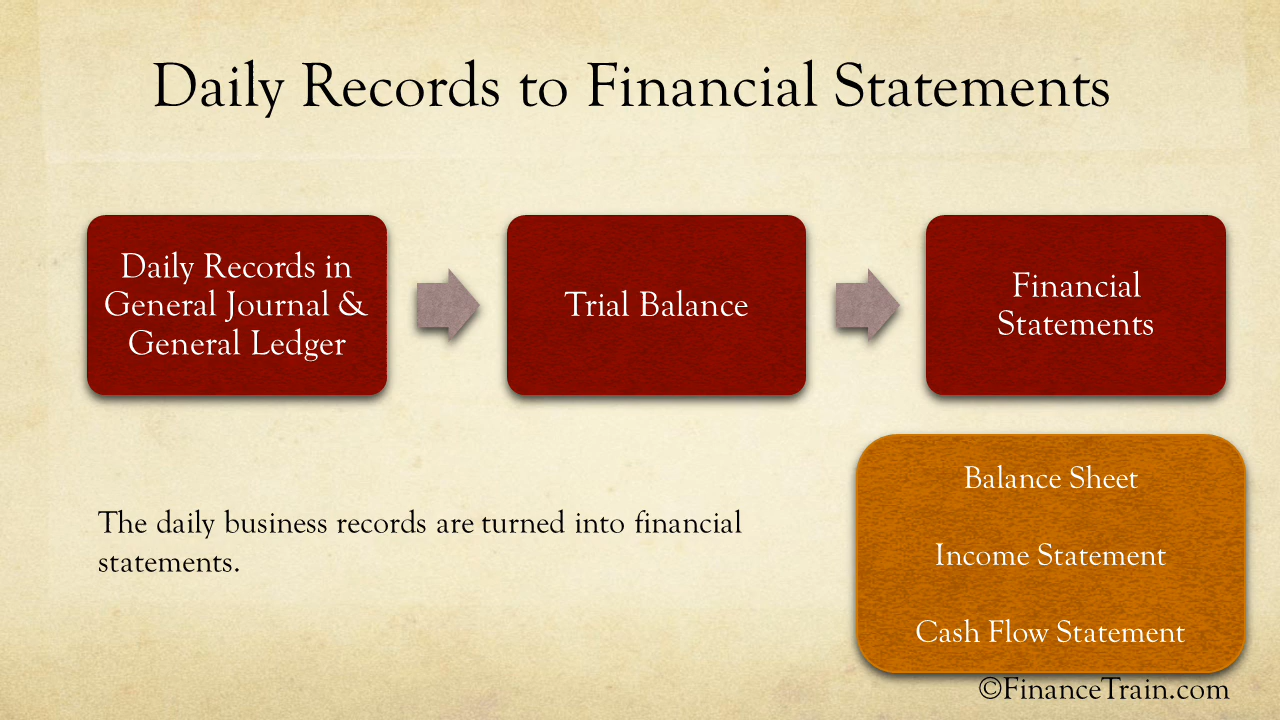 Daily Records to Financial Statements
Daily Records in
General Journal &
General Ledger
Trial Balance
Financial
Statements
Balance Sheet
Income Statement
Cash Flow Statement
The daily business records are turned into financial
statements.
©FinanceTrain.com